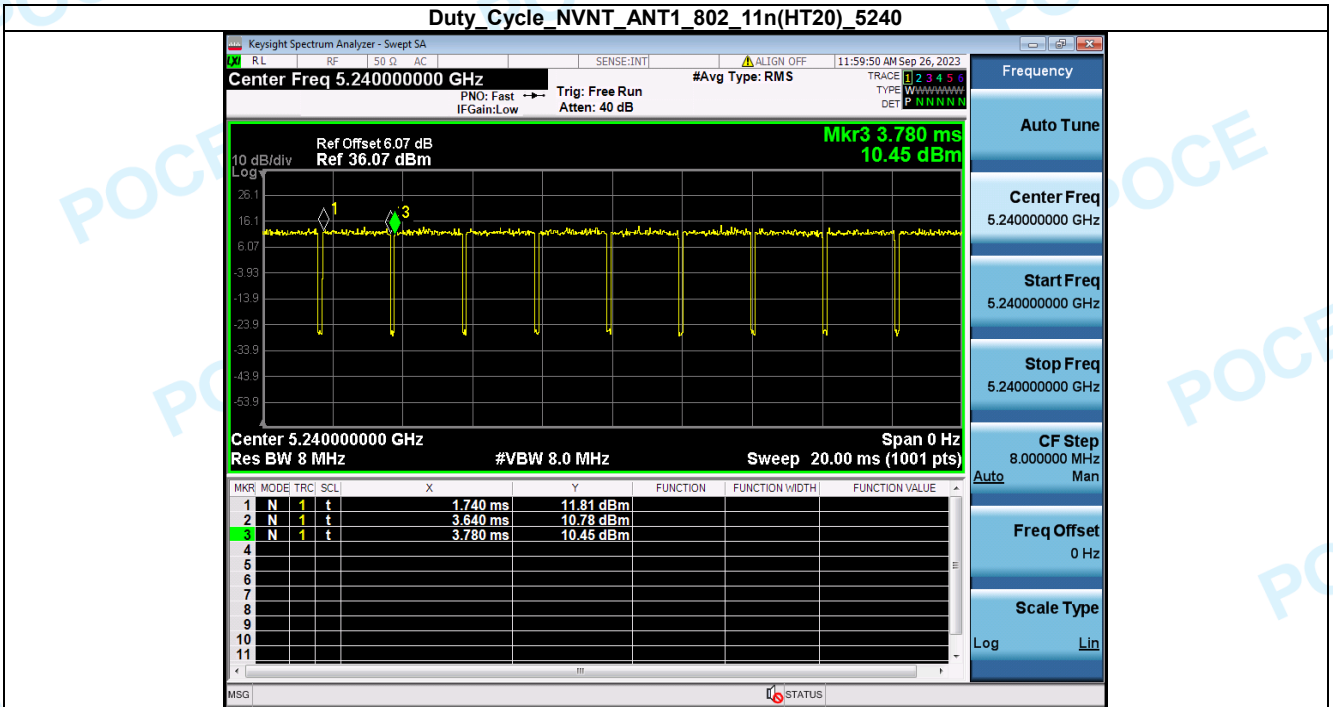 Duty_Cycle_NVNT_ANT1_802_11n(HT20)_5240
Keysight Spectrum Analyzer - Swept SA
LXI RL RF 50 Ω AC SENSE:INT ALIGN OFF 11:59:50 AM Sep 26, 2023
Center Freq 5.240000000 GHz #Avg Type: RMS TRACE 1 2 3 4 5 6
PNO: Fast Trig: Free Run TYPE WWWWWW
IFGain:Low Atten: 40 dB DET P N N N N N
Frequency
Auto Tune
Center Freq
5.240000000 GHz
Start Freq
5.240000000 GHz
Stop Freq
5.240000000 GHz
CF Step
8.000000 MHz
Auto Man
Freq Offset
0 Hz
Scale Type
Log Lin
Mkr3 3.780 ms
10.45 dBm
Ref Offset 6.07 dB
10 dB/div Ref 36.07 dBm
Log
26.1
16.1
6.07
-3.93
-13.9
-23.9
-33.9
-43.9
-53.9
1
3
Center 5.240000000 GHz Span 0 Hz
Res BW 8 MHz #VBW 8.0 MHz Sweep 20.00 ms (1001 pts)
MKR MODE TRC SCL X Y FUNCTION FUNCTION WIDTH FUNCTION VALUE
1 N 1 t 1.740 ms 11.81 dBm
2 N 1 t 3.640 ms 10.78 dBm
3 N 1 t 3.780 ms 10.45 dBm
4
5
6
7
8
9
10
11
MSG STATUS
POCE
POCE
POCE